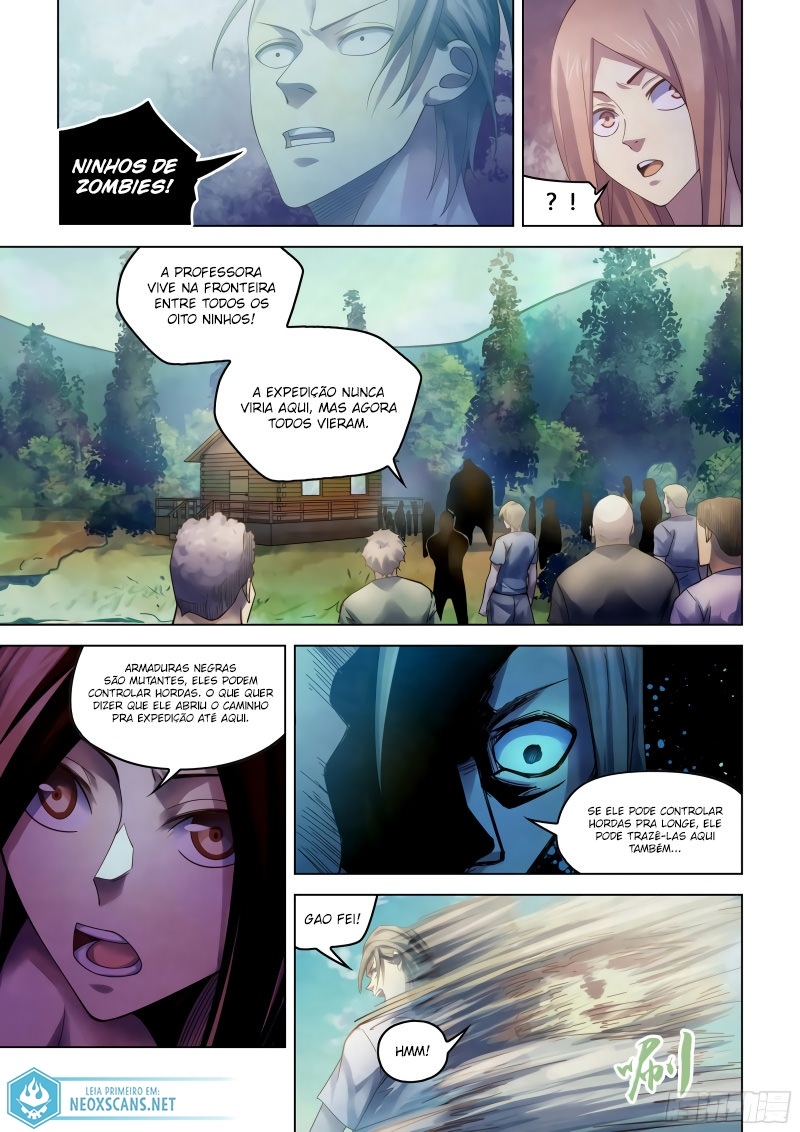 NINHOS DE
ZOMBIES!
? !
A PROFESSORA
VIVE NA FRONTEIRA
ENTRE TODOS OS
OITO NINHOS!
A EXPEDIÇÃO NUNCA
VIRIA AQUI, MAS AGORA
TODOS VIERAM.
ARMADURAS NEGRAS
SÃO MUTANTES, ELES PODEM
CONTROLAR HORDAS. O QUE QUER
DIZER QUE ELE ABRIU O CAMINHO
PRA EXPEDIÇÃO ATÉ AQUI.
SE ELE PODE CONTROLAR
HORDAS PRA LONGE, ELE
PODE TRAZÊ-LAS AQUI
TAMBÉM...
GAO FEI!
HMM!
唰
LEIA PRIMEIRO EM:
NEOXSCANS.NET